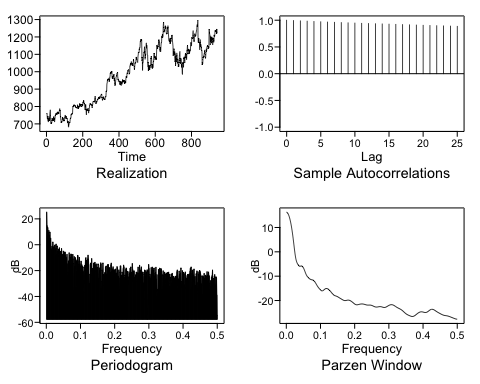 1300
1200
1100
1000
900
800
700
0 200 400 600 800
Time
Realization
1.0
0.5
0.0
-0.5
-1.0
0 5 10 15 20 25
Lag
Sample Autocorrelations
dB
20
0
-20
-40
-60
0.0 0.1 0.2 0.3 0.4 0.5
Frequency
Periodogram
dB
10
0
-10
-20
0.0 0.1 0.2 0.3 0.4 0.5
Frequency
Parzen Window